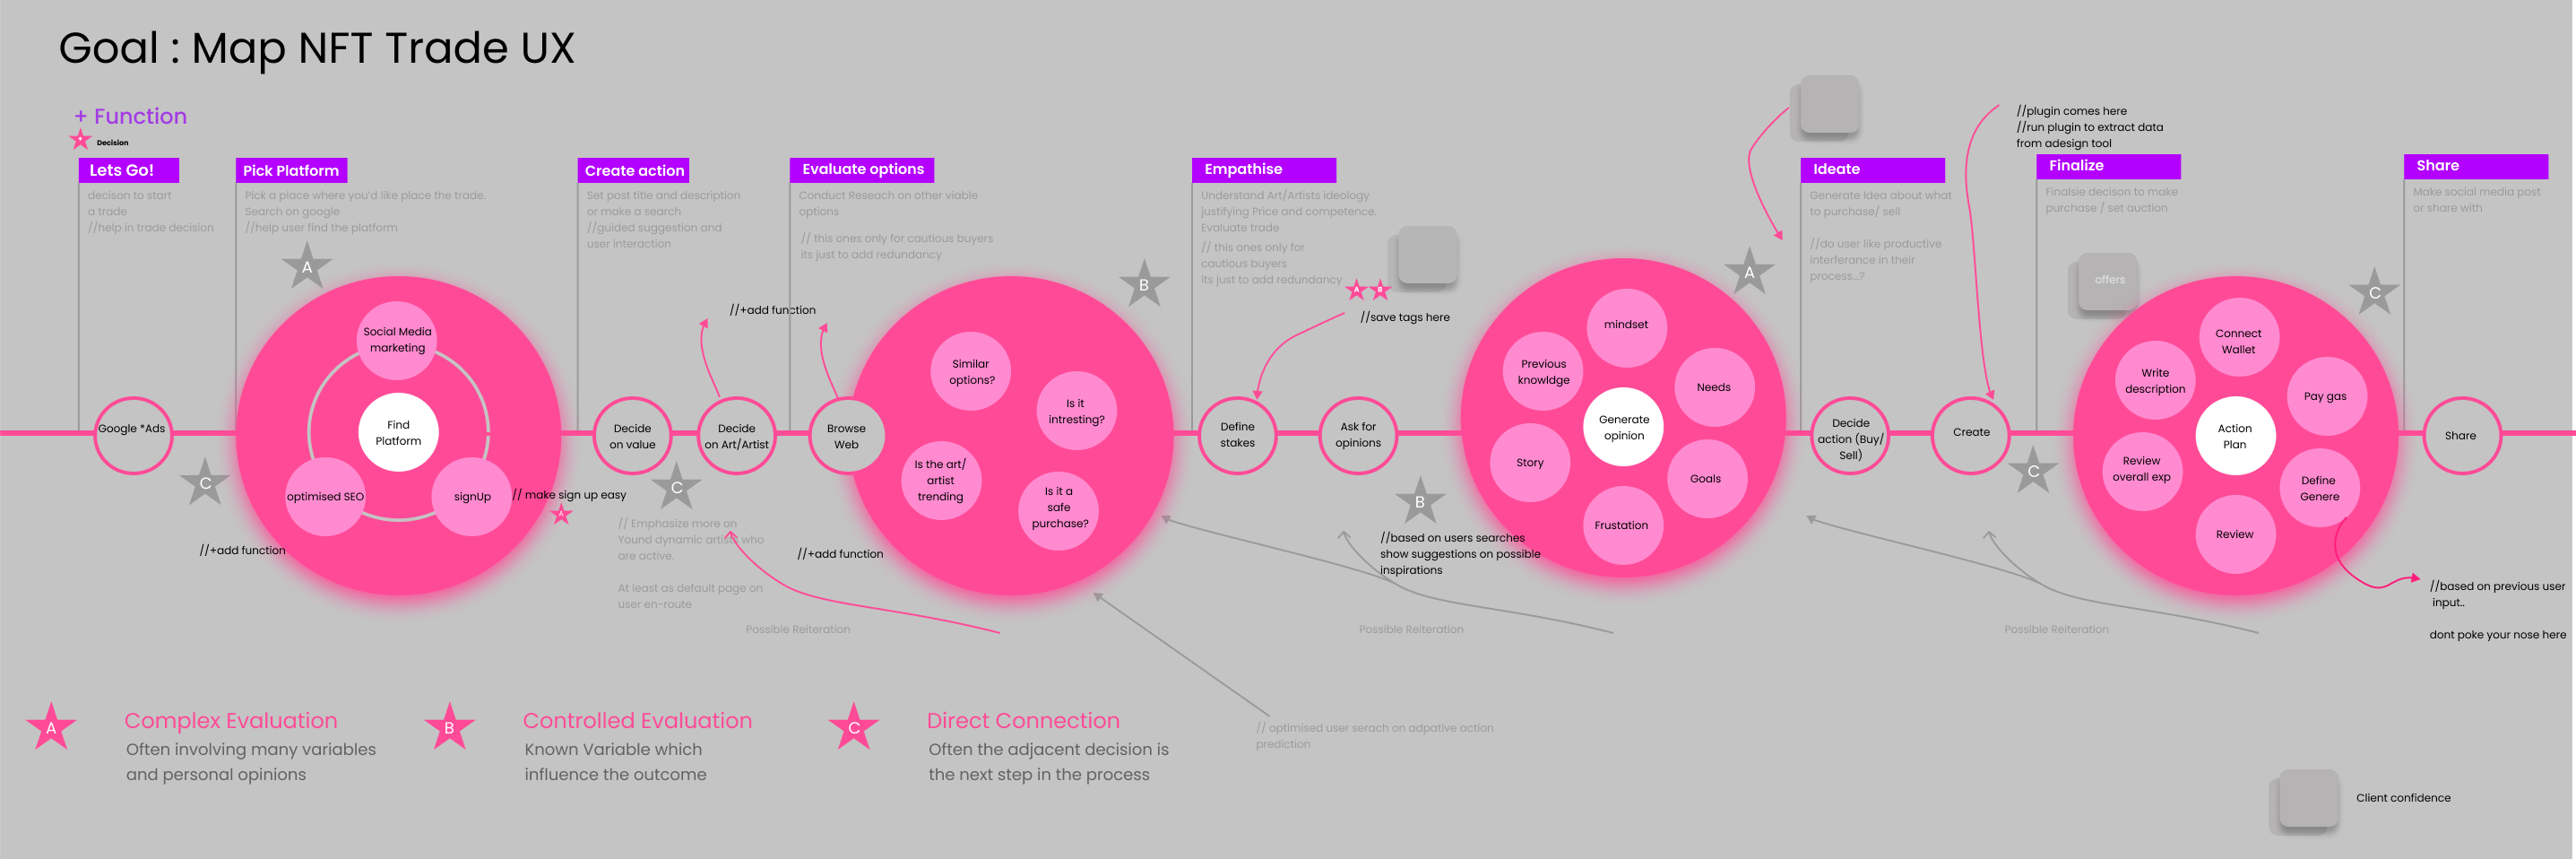 Goal : Map NFT Trade UX
+ Function
Decision
Lets Go!
decison to start
a trade
//help in trade decision
Pick Platform
Pick a place where you'd like place the trade.
Search on google
//help user find the platform
Create action
Set post title and description
or make a search
//guided suggestion and
user interaction
Evaluate options
Conduct Reseach on other viable
options
// this ones only for cautious buyers
its just to add redundancy
Empathise
Understand Art/Artists ideology
justifying Price and competence.
Evaluate trade
// this ones only for
cautious buyers
its just to add redundancy
A
B
//save tags here
Ideate
Generate Idea about what
to purchase/ sell
//do user like productive
interferance in their
process..?
//plugin comes here
//run plugin to extract data
from adesign tool
Finalize
Finalsie decison to make
purchase / set auction
offers
Share
Make social media post
or share with
Google *Ads
C
//+add function
A
Social Media
marketing
Find
Platform
optimised SEO
signUp
// make sign up easy
A
Decide
on value
C
// Emphasize more on
Yound dynamic artists who
are active.
At least as default page on
user en-route
Decide
on Art/Artist
//+add function
Browse
Web
//+add function
Possible Reiteration
Similar
options?
Is it
intresting?
Is the art/
artist
trending
Is it a
safe
purchase?
B
Define
stakes
Ask for
opinions
B
//based on users searches
show suggestions on possible
inspirations
Possible Reiteration
mindset
Previous
knowldge
Needs
Generate
opinion
Story
Goals
Frustation
A
Decide
action (Buy/
Sell)
Create
C
Possible Reiteration
Connect
Wallet
Write
description
Pay gas
Action
Plan
Review
overall exp
Define
Genere
Review
C
Share
//based on previous user
input..
dont poke your nose here
A
Complex Evaluation
Often involving many variables
and personal opinions
B
Controlled Evaluation
Known Variable which
influence the outcome
C
Direct Connection
Often the adjacent decision is
the next step in the process
// optimised user serach on adpative action
prediction
Client confidence